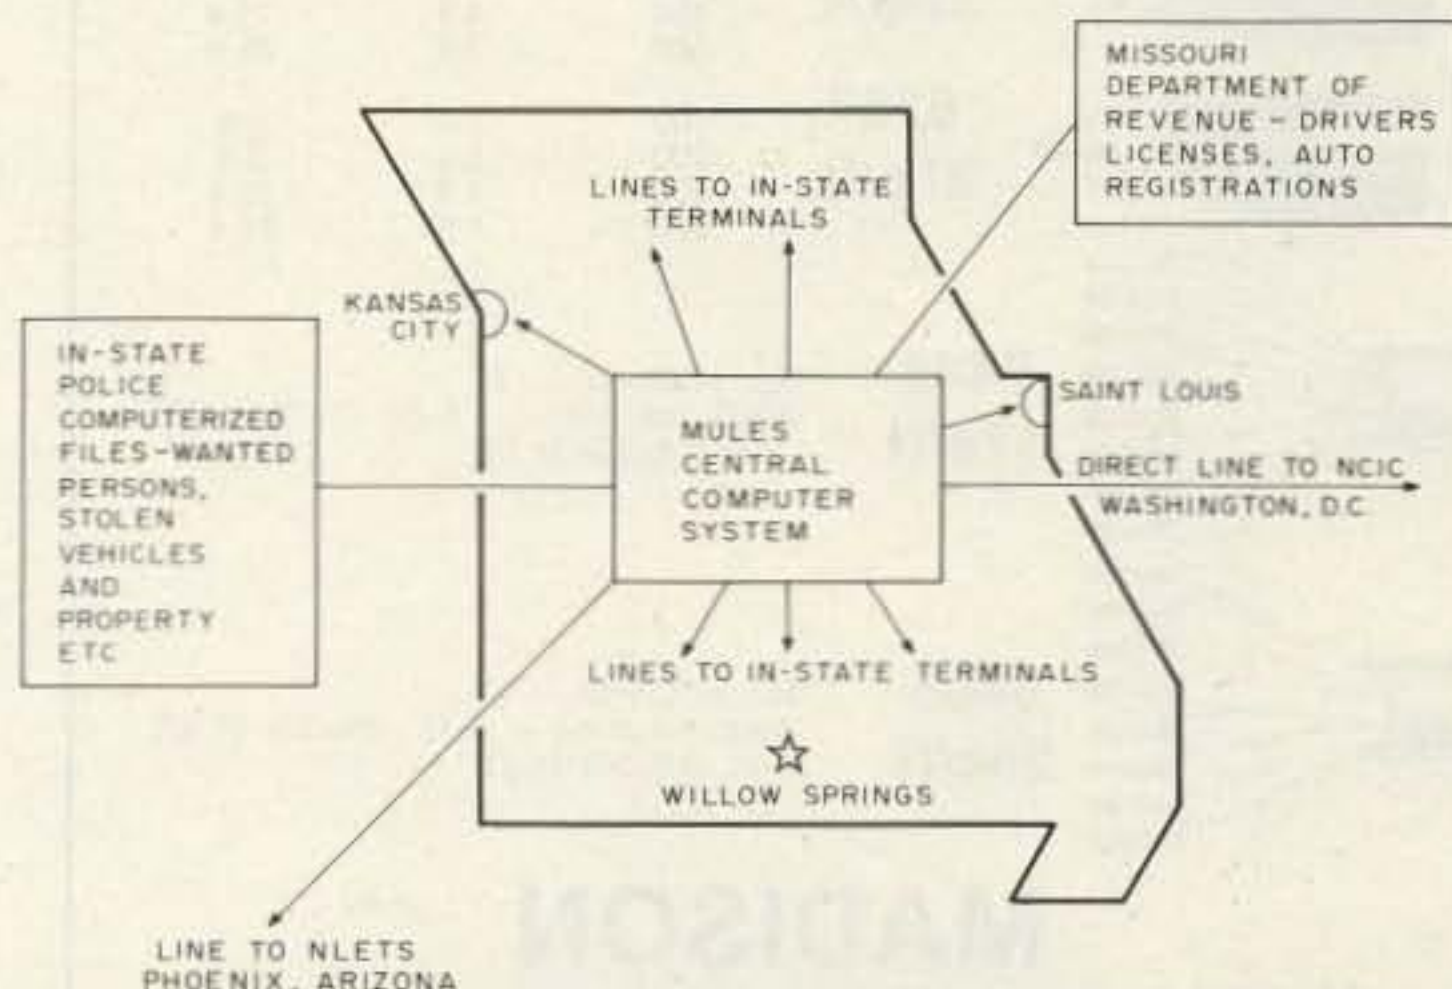 MISSOURI
DEPARTMENT OF
REVENUE - DRIVERS
LICENSES, AUTO
REGISTRATIONS
LINES TO IN-STATE
TERMINALS
KANSAS
CITY
IN-STATE
POLICE
COMPUTERIZED
FILES-WANTED
PERSONS,
STOLEN
VEHICLES
AND
PROPERTY
ETC
MULES
CENTRAL
COMPUTER
SYSTEM
SAINT LOUIS
DIRECT LINE TO NCIC
WASHINGTON, D.C.
LINES TO IN-STATE TERMINALS
WILLOW SPRINGS
LINE TO NLETS
PHOENIX, ARIZONA
MADISON